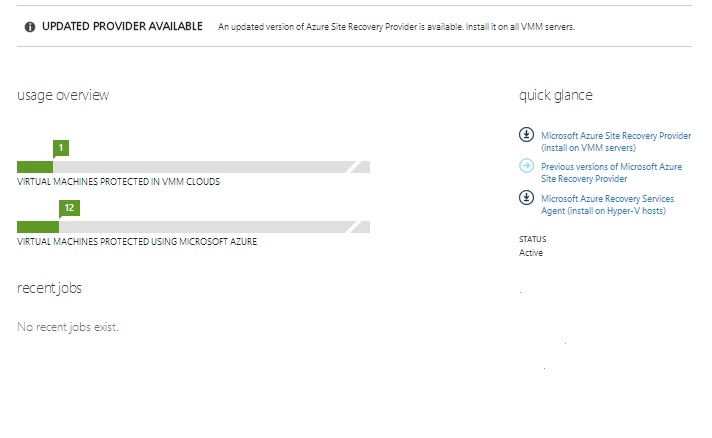 UPDATED PROVIDER AVAILABLE An updated version of Azure Site Recovery Provider is available. Install it on all VMM servers.
usage overview
1
VIRTUAL MACHINES PROTECTED IN VMM CLOUDS
12
VIRTUAL MACHINES PROTECTED USING MICROSOFT AZURE
recent jobs
No recent jobs exist.
quick glance
Microsoft Azure Site Recovery Provider
(install on VMM servers)
Previous versions of Microsoft Azure
Site Recovery Provider
Microsoft Azure Recovery Services
Agent (install on Hyper-V hosts)
STATUS
Active